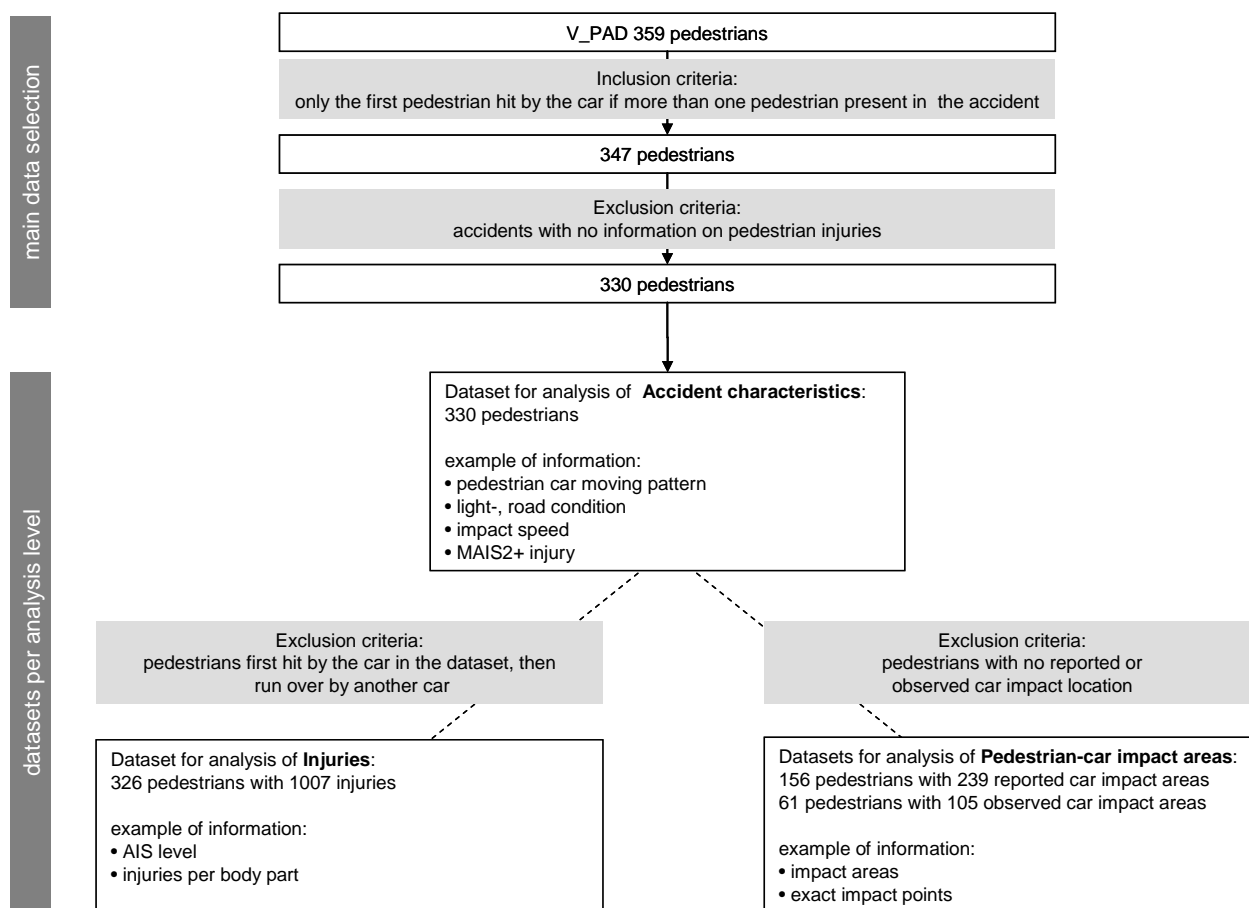 main data selection
V_PAD 359 pedestrians
Inclusion criteria:
only the first pedestrian hit by the car if more than one pedestrian present in the accident
347 pedestrians
Exclusion criteria:
accidents with no information on pedestrian injuries
330 pedestrians
datasets per analysis level
Dataset for analysis of Accident characteristics:
330 pedestrians
example of information:
• pedestrian car moving pattern
• light-, road condition
• impact speed
• MAIS2+ injury
Exclusion criteria:
pedestrians first hit by the car in the dataset, then
run over by another car
Exclusion criteria:
pedestrians with no reported or
observed car impact location
Dataset for analysis of Injuries:
326 pedestrians with 1007 injuries
example of information:
• AIS level
• injuries per body part
Datasets for analysis of Pedestrian-car impact areas:
156 pedestrians with 239 reported car impact areas
61 pedestrians with 105 observed car impact areas
example of information:
• impact areas
• exact impact points